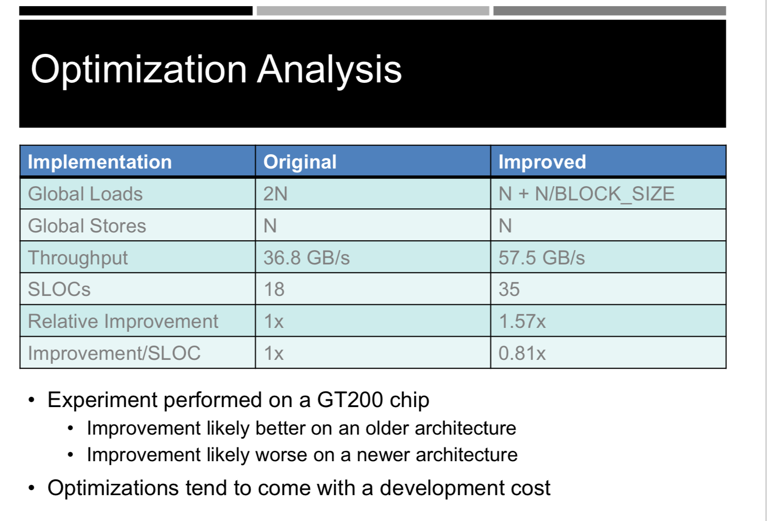 Optimization Analysis
Implementation Original Improved
Global Loads 2N N + N/BLOCK_SIZE
Global Stores N N
Throughput 36.8 GB/s 57.5 GB/s
SLOCs 18 35
Relative Improvement 1x 1.57x
Improvement/SLOC 1x 0.81x
• Experiment performed on a GT200 chip
• Improvement likely better on an older architecture
• Improvement likely worse on a newer architecture
• Optimizations tend to come with a development cost